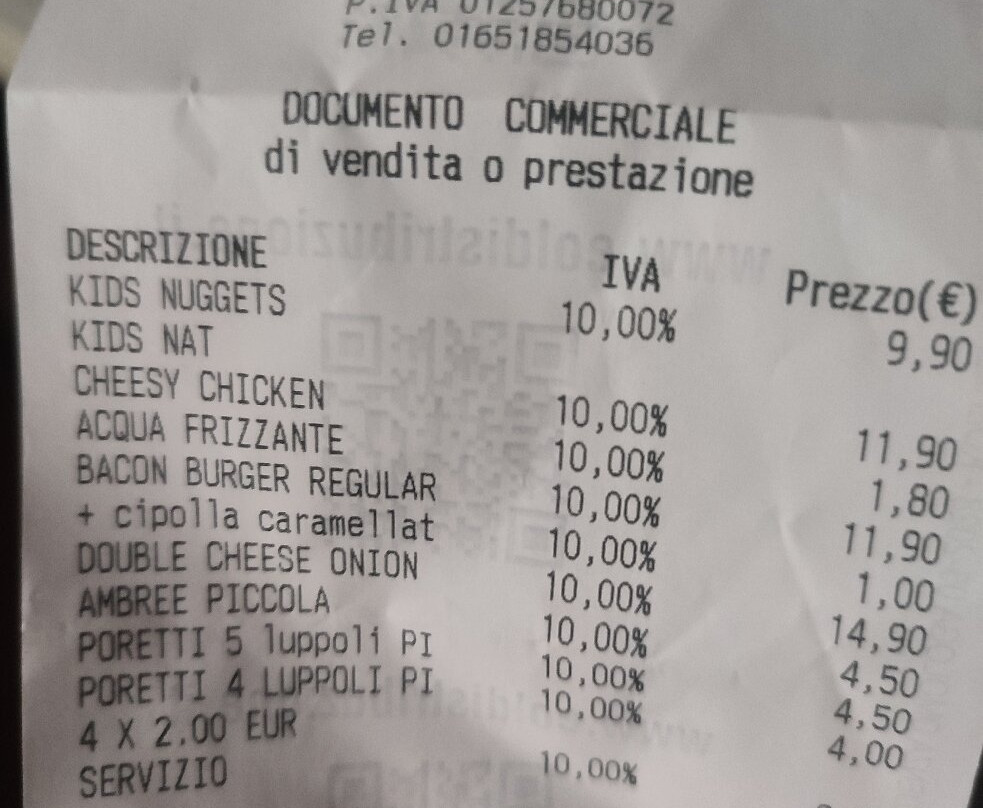 P.IVA 01257680072
Tel. 01651854036
DOCUMENTO COMMERCIALE
di vendita o prestazione
DESCRIZIONE IVA Prezzo(€)
KIDS NUGGETS 10,00% 9,90
KIDS NAT
CHEESY CHICKEN 10,00% 11,90
ACQUA FRIZZANTE 10,00% 1,80
BACON BURGER REGULAR 10,00% 11,90
+ cipolla caramellat 10,00% 1,00
DOUBLE CHEESE ONION 10,00% 14,90
AMBREE PICCOLA 10,00% 4,50
PORETTI 5 luppoli PI 10,00% 4,50
PORETTI 4 LUPPOLI PI 10,00% 4,00
4 X 2.00 EUR
SERVIZIO 10,00%